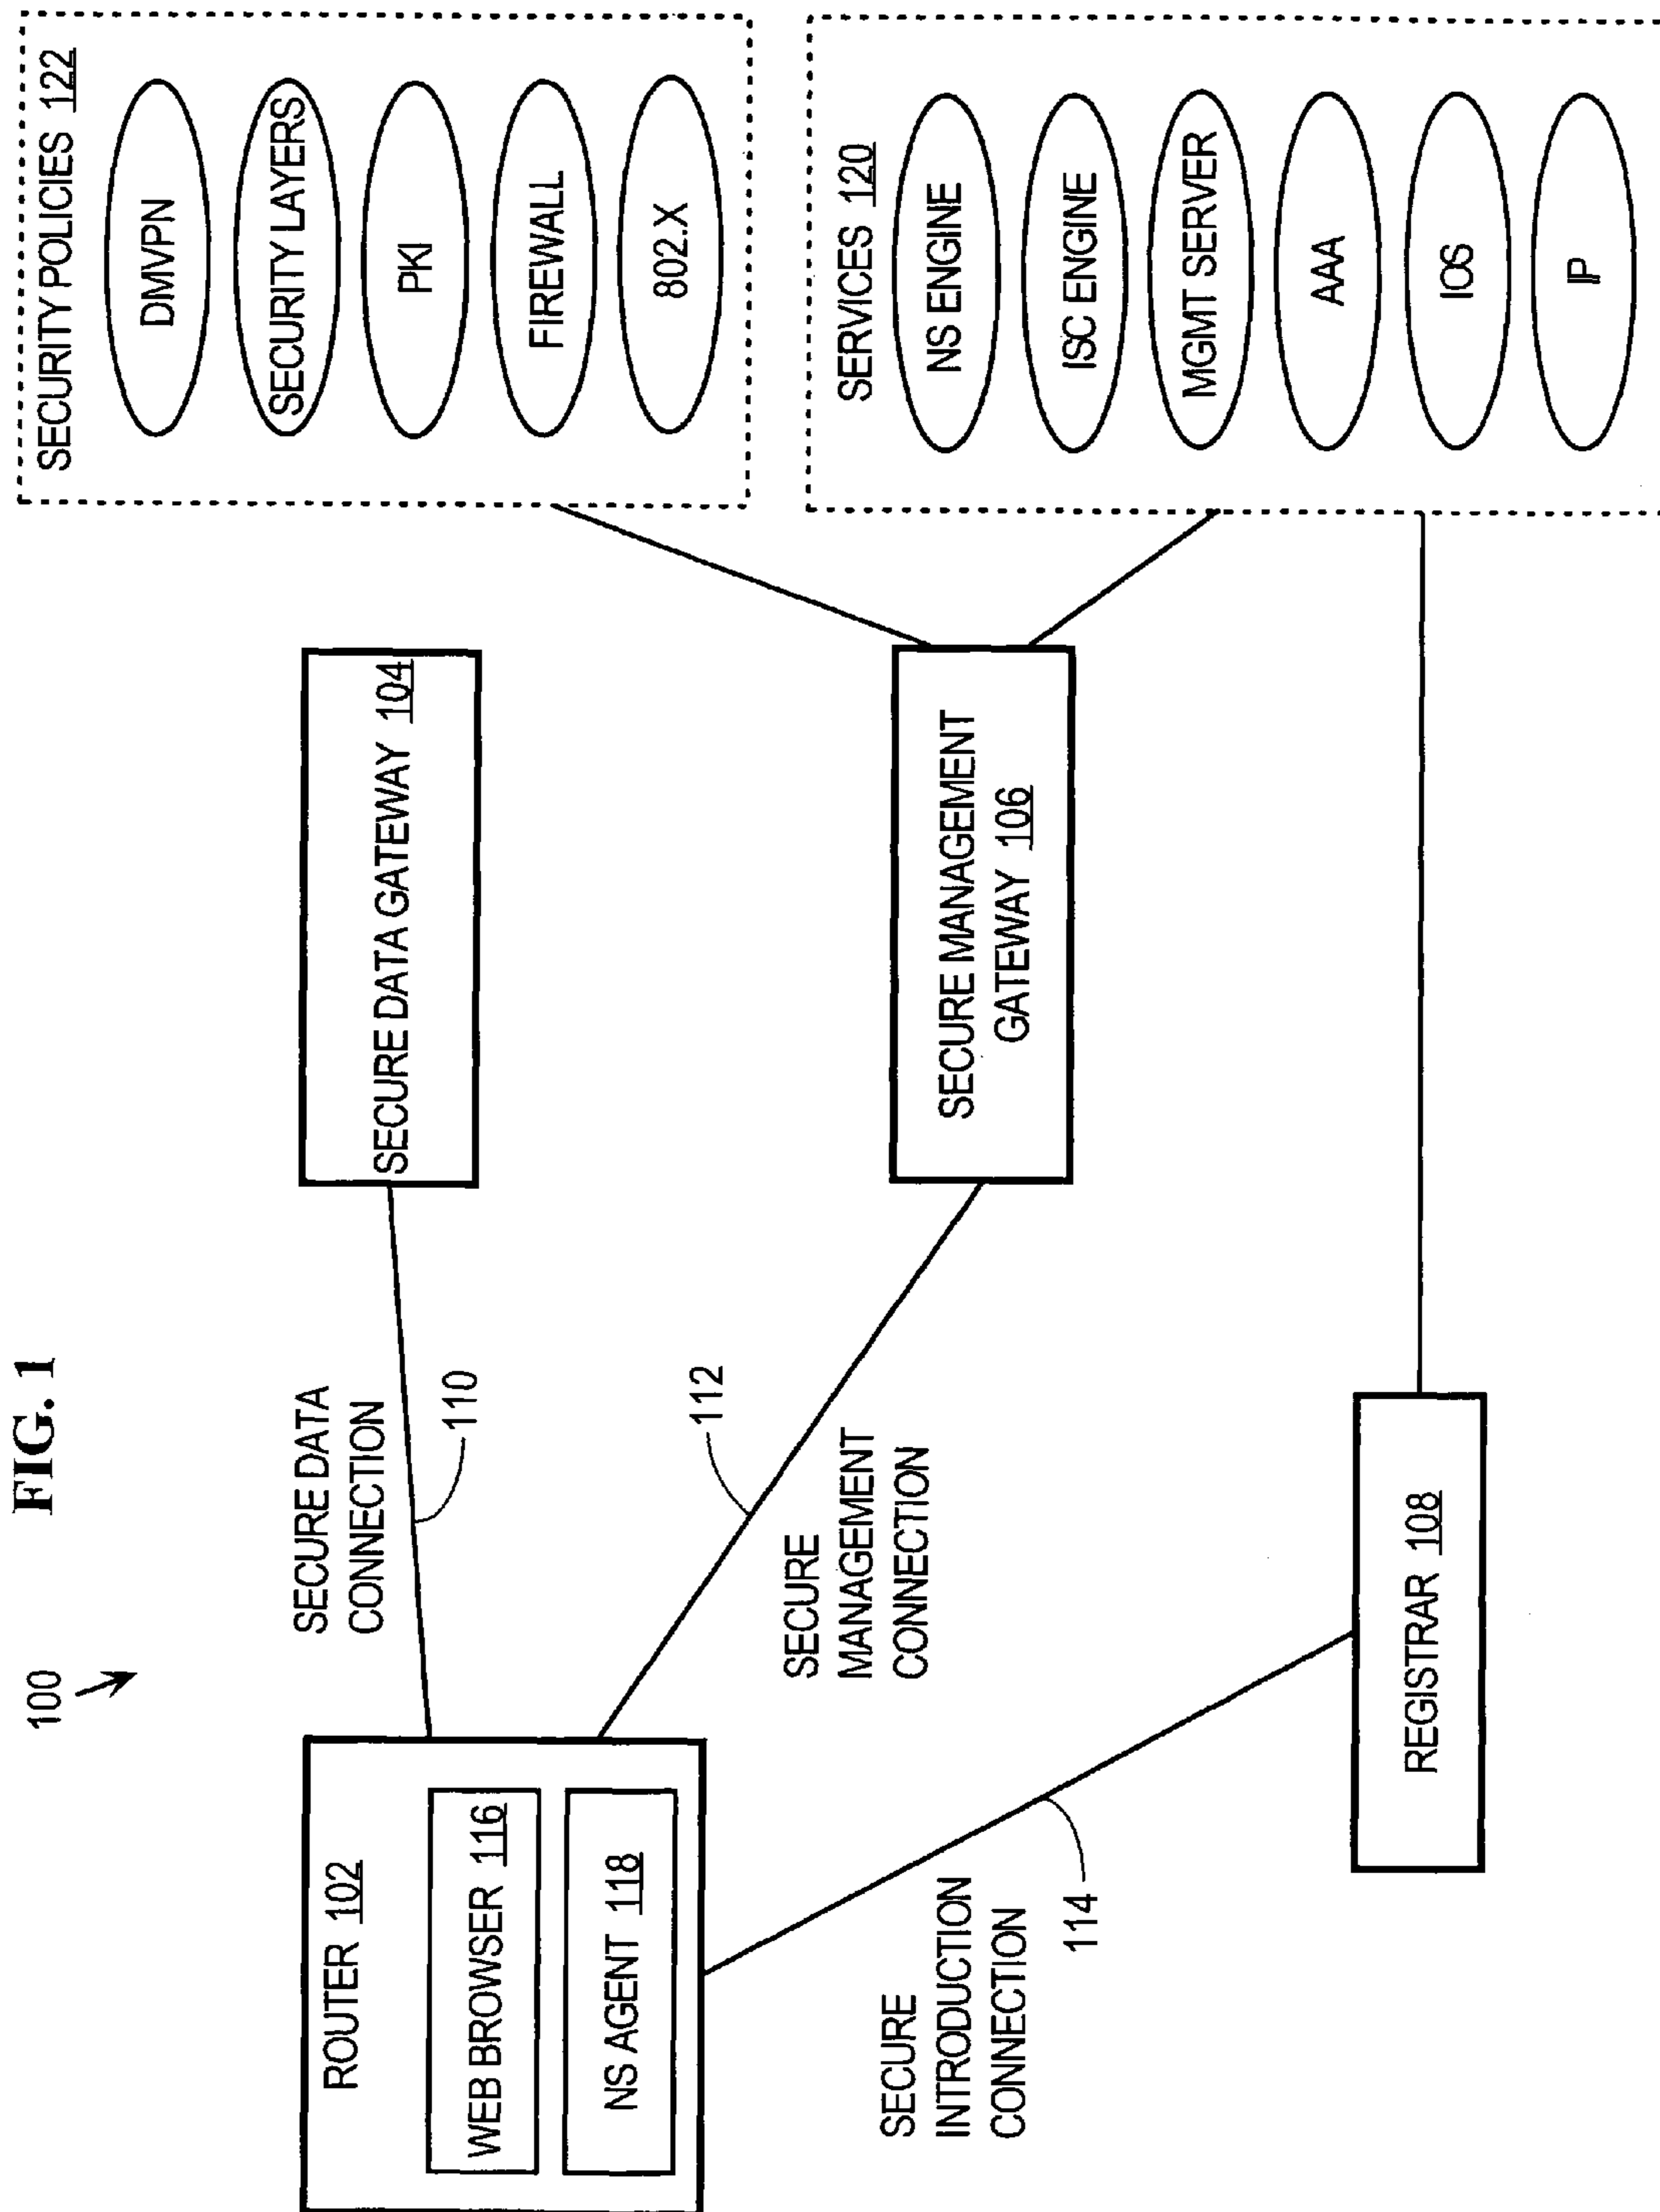 FIG. 1
100
ROUTER 102
WEB BROWSER 116
NS AGENT 118
SECURE DATA
CONNECTION
110
112
SECURE
MANAGEMENT
CONNECTION
SECURE
INTRODUCTION
CONNECTION
114
SECURE DATA GATEWAY 104
SECURE MANAGEMENT
GATEWAY 106
REGISTRAR 108
SECURITY POLICIES 122
DMVPN
SECURITY LAYERS
PKI
FIREWALL
802.X
SERVICES 120
NS ENGINE
ISC ENGINE
MGMT SERVER
AAA
IOS
IP